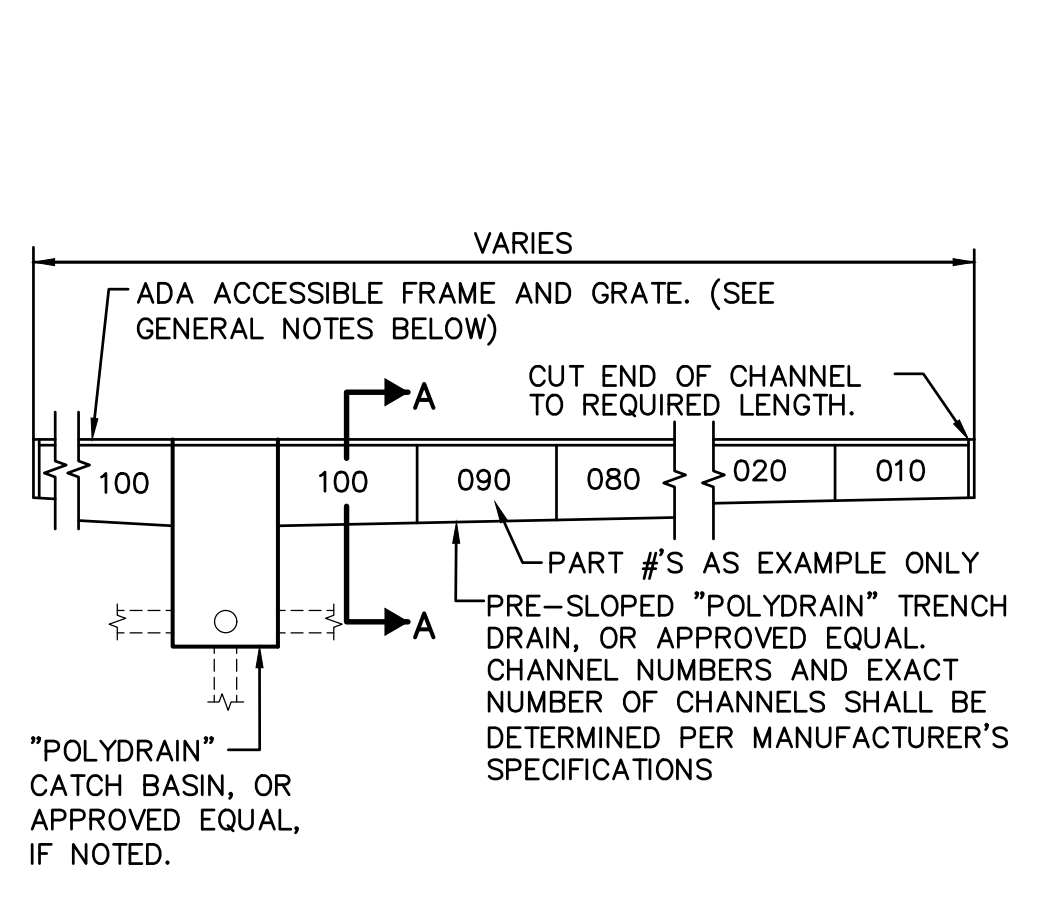 VARIES
ADA ACCESSIBLE FRAME AND GRATE. (SEE
GENERAL NOTES BELOW)
CUT END OF CHANNEL
TO REQUIRED LENGTH.
A
100
100
090
080
020
010
PART #'S AS EXAMPLE ONLY
PRE-SLOPED "POLYDRAIN" TRENCH
DRAIN, OR APPROVED EQUAL.
CHANNEL NUMBERS AND EXACT
NUMBER OF CHANNELS SHALL BE
DETERMINED PER MANUFACTURER'S
SPECIFICATIONS
A
"POLYDRAIN"
CATCH BASIN, OR
APPROVED EQUAL,
IF NOTED.